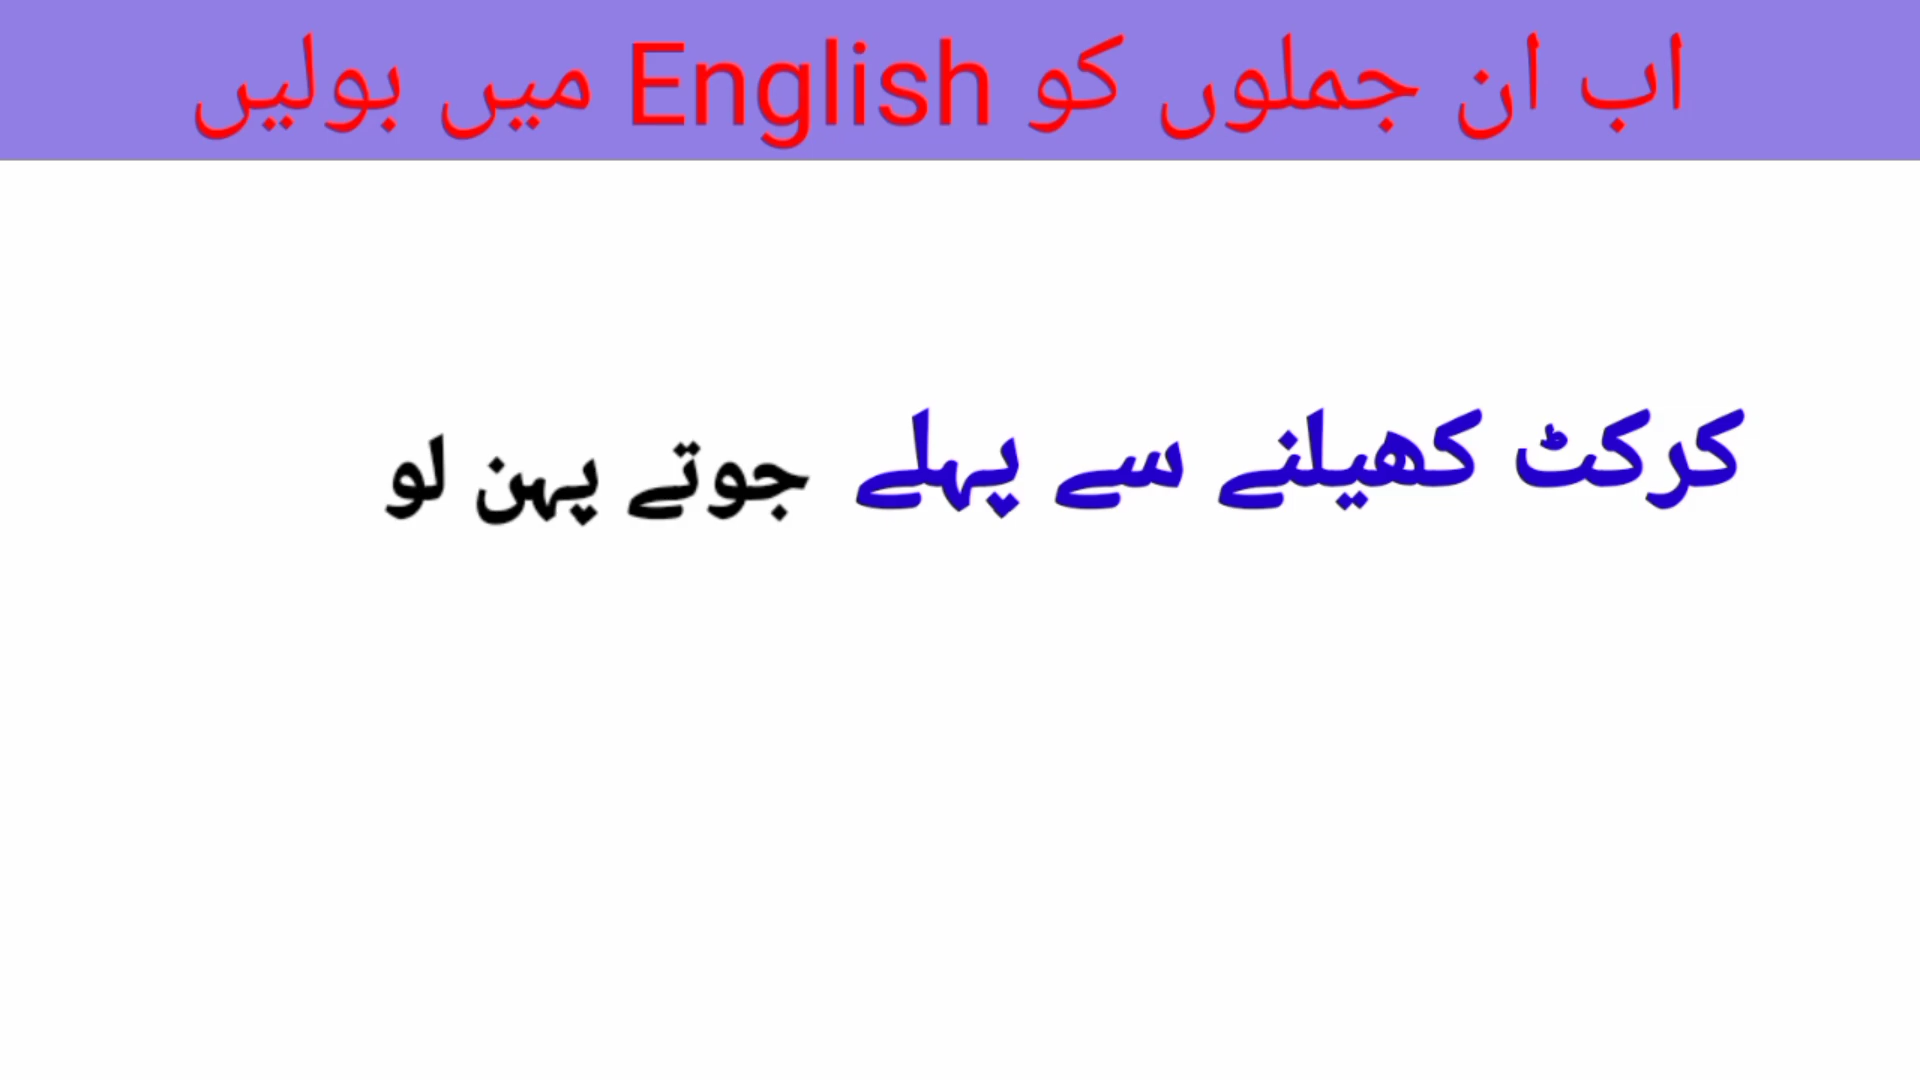 اب ان جملوں کو English میں بولیں
کرکٹ کھیلنے سے پہلے جوتے پہن لو